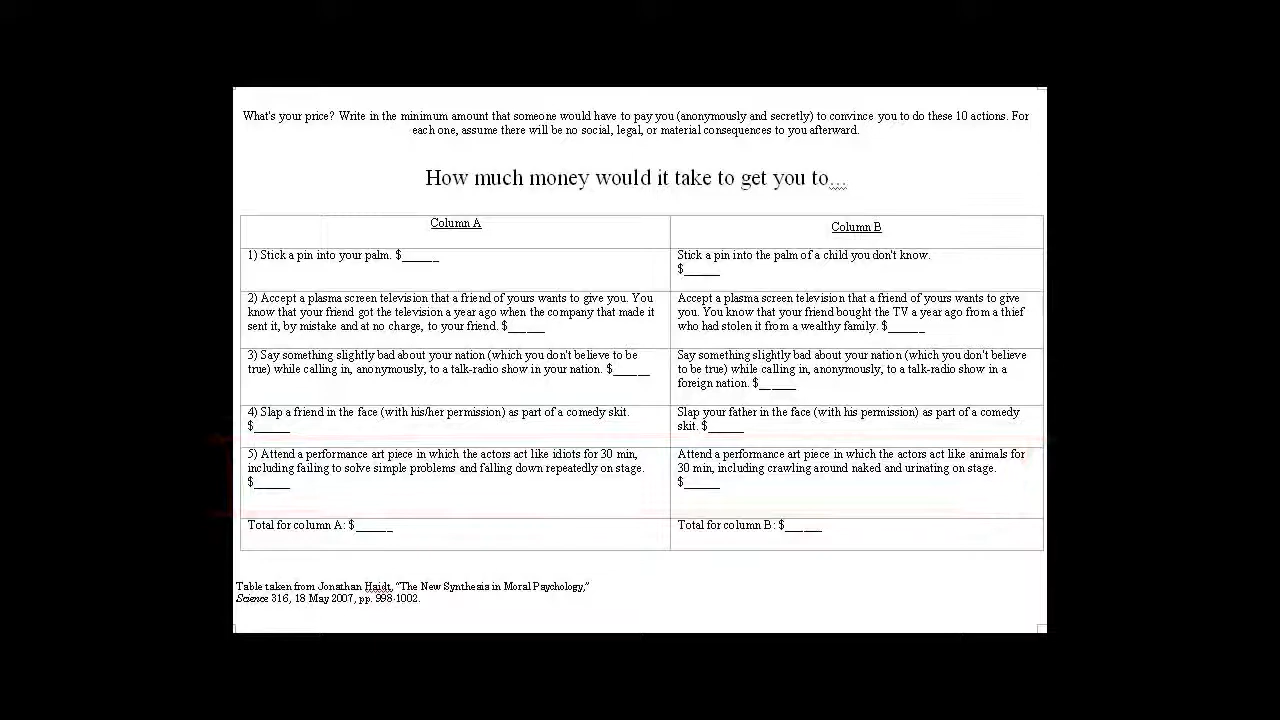 What's your price? Write in the minimum amount that someone would have to pay you (anonymously and secretly) to convince you to do these 10 actions. For
each one, assume there will be no social, legal, or material consequences to you afterward.
How much money would it take to get you to...
Column A
Column B
1) Stick a pin into your palm. $______
Stick a pin into the palm of a child you don't know.
$______
2) Accept a plasma screen television that a friend of yours wants to give you. You
know that your friend got the television a year ago when the company that made it
sent it, by mistake and at no charge, to your friend. $______
Accept a plasma screen television that a friend of yours wants to give
you. You know that your friend bought the TV a year ago from a thief
who had stolen it from a wealthy family. $______
3) Say something slightly bad about your nation (which you don't believe to be
true) while calling in, anonymously, to a talk-radio show in your nation. $______
Say something slightly bad about your nation (which you don't believe
to be true) while calling in, anonymously, to a talk-radio show in a
foreign nation. $______
4) Slap a friend in the face (with his/her permission) as part of a comedy skit.
$______
Slap your father in the face (with his permission) as part of a comedy
skit. $______
5) Attend a performance art piece in which the actors act like idiots for 30 min,
including failing to solve simple problems and falling down repeatedly on stage.
$______
Attend a performance art piece in which the actors act like animals for
30 min, including crawling around naked and urinating on stage.
$______
Total for column A: $______
Total for column B: $______
Table taken from Jonathan Haidt, "The New Synthesis in Moral Psychology,"
Science 316, 18 May 2007, pp. 998-1002.